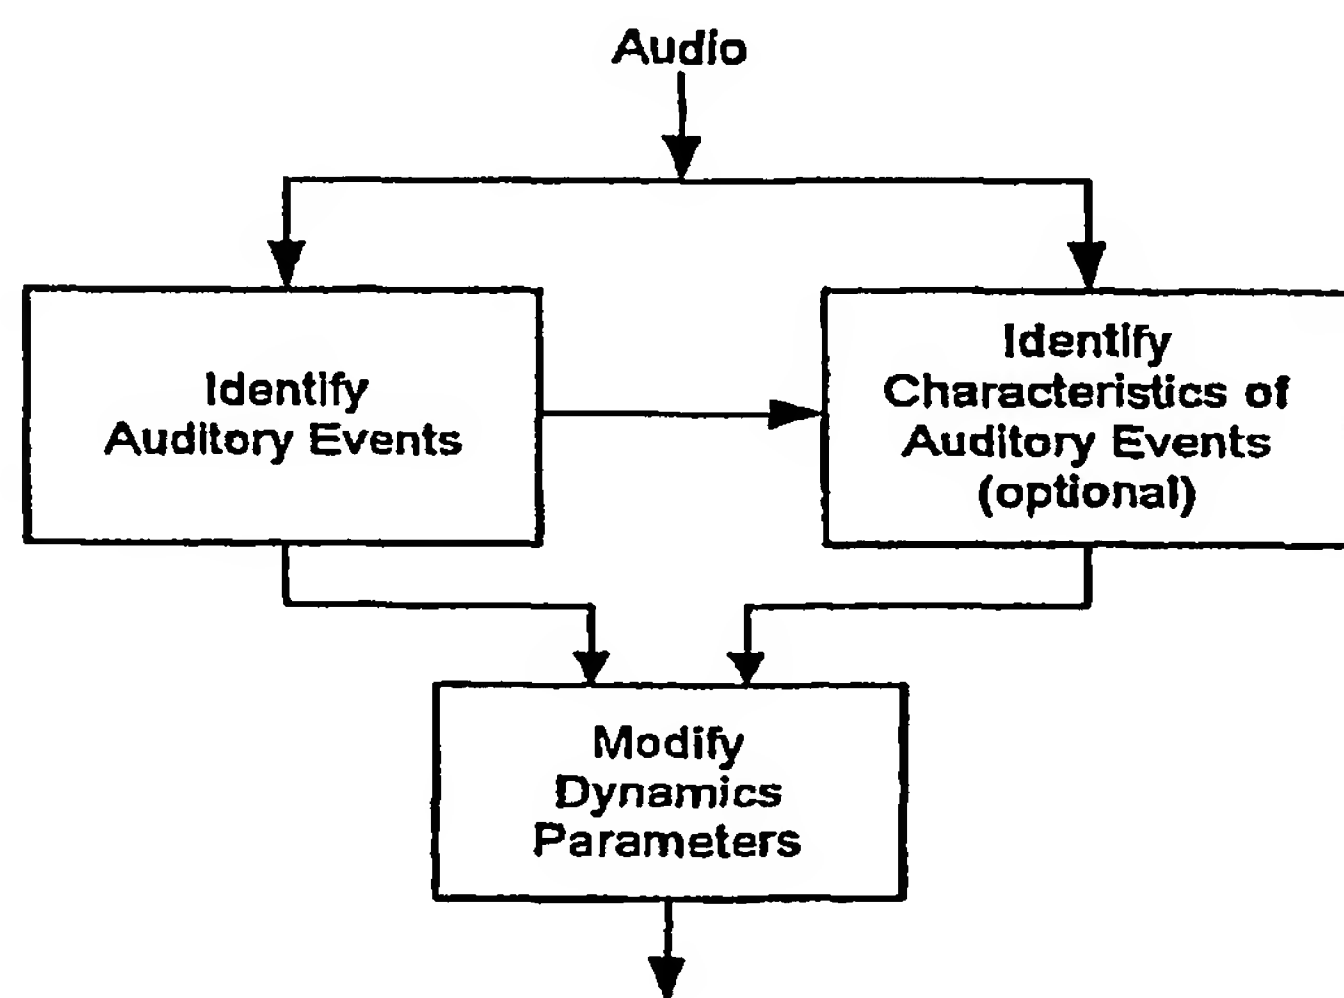 Audio
Identify
Auditory Events
Identify
Characteristics of
Auditory Events
(optional)
Modify
Dynamics
Parameters